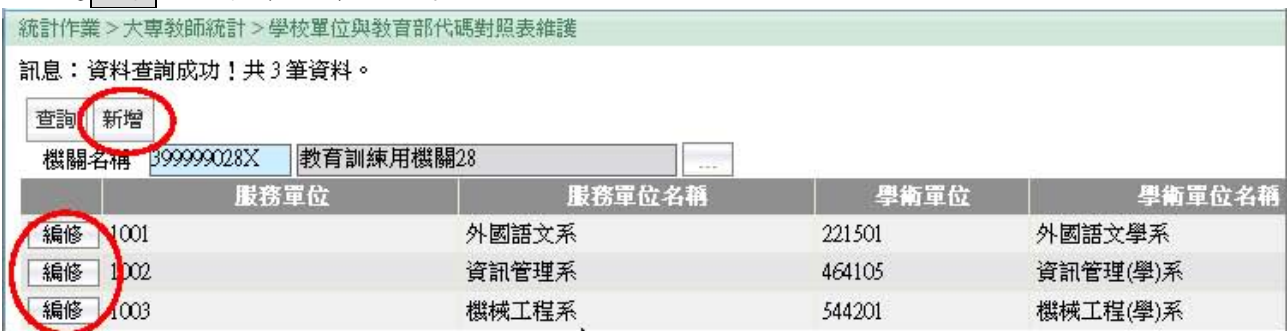 統計作業>大專教師統計>學校單位與教育部代碼對照表維護
訊息：資料查詢成功！共3筆資料。
查詢 新增
機關名稱 399999028X 教育訓練用機關28 ...
服務單位 服務單位名稱 學術單位 學術單位名稱
編修 1001 外國語文系 221501 外國語文學系
編修 1002 資訊管理系 464105 資訊管理(學)系
編修 1003 機械工程系 544201 機械工程(學)系